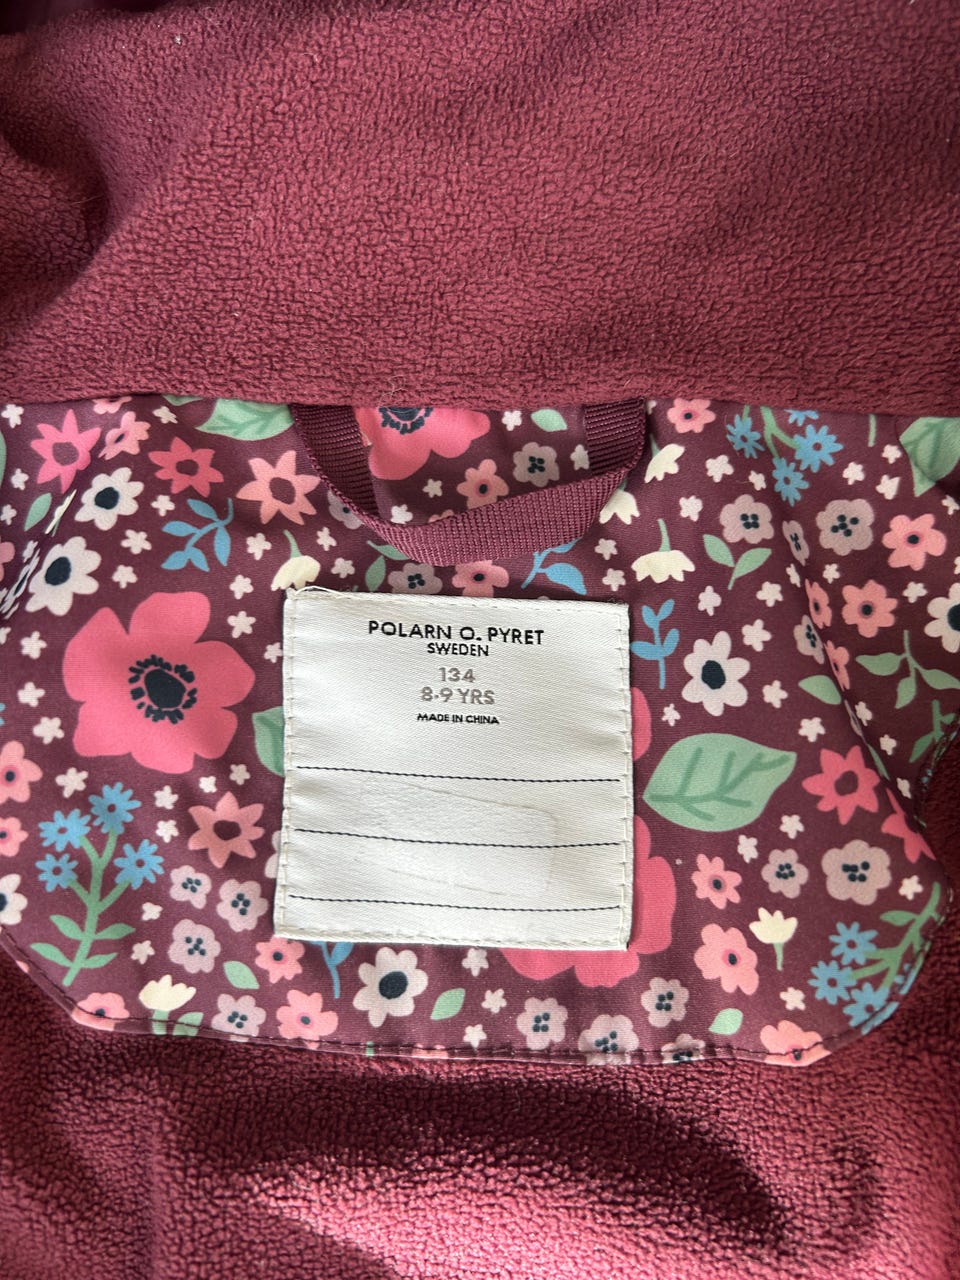 POLARN O. PYRET
SWEDEN
134
8-9 YRS
MADE IN CHINA